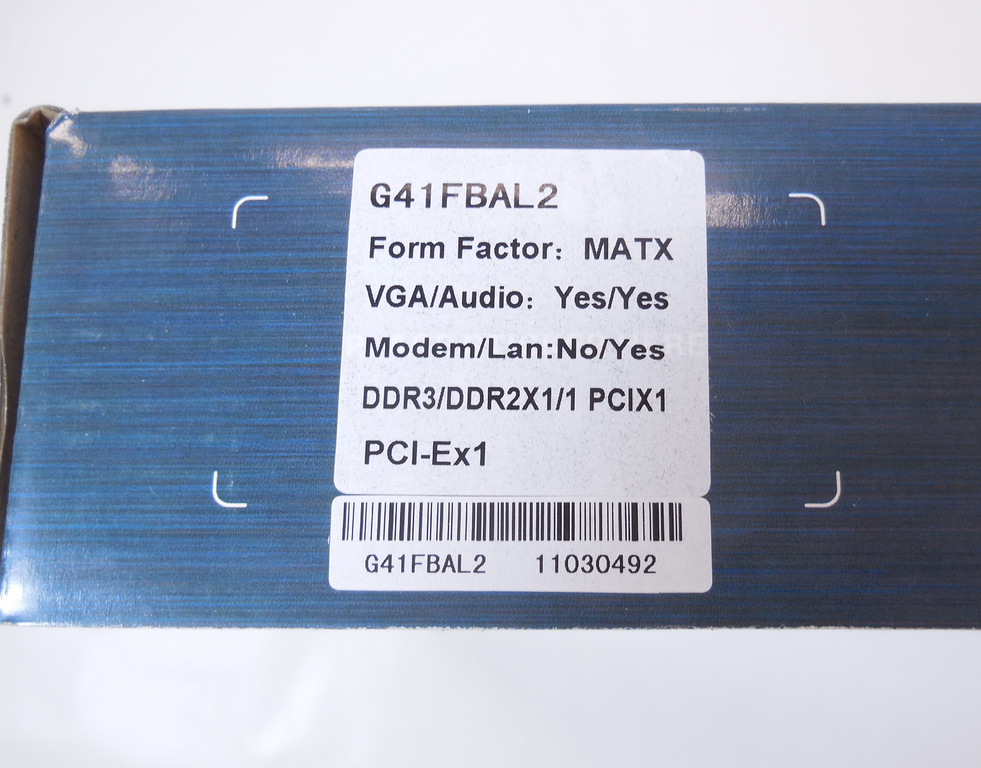 G41FBAL2
Form Factor: MATX
VGA/Audio: Yes/Yes
Modem/Lan:No/Yes
DDR3/DDR2X1/1 PCIX1
PCI-Ex1
G41FBAL2 11030492